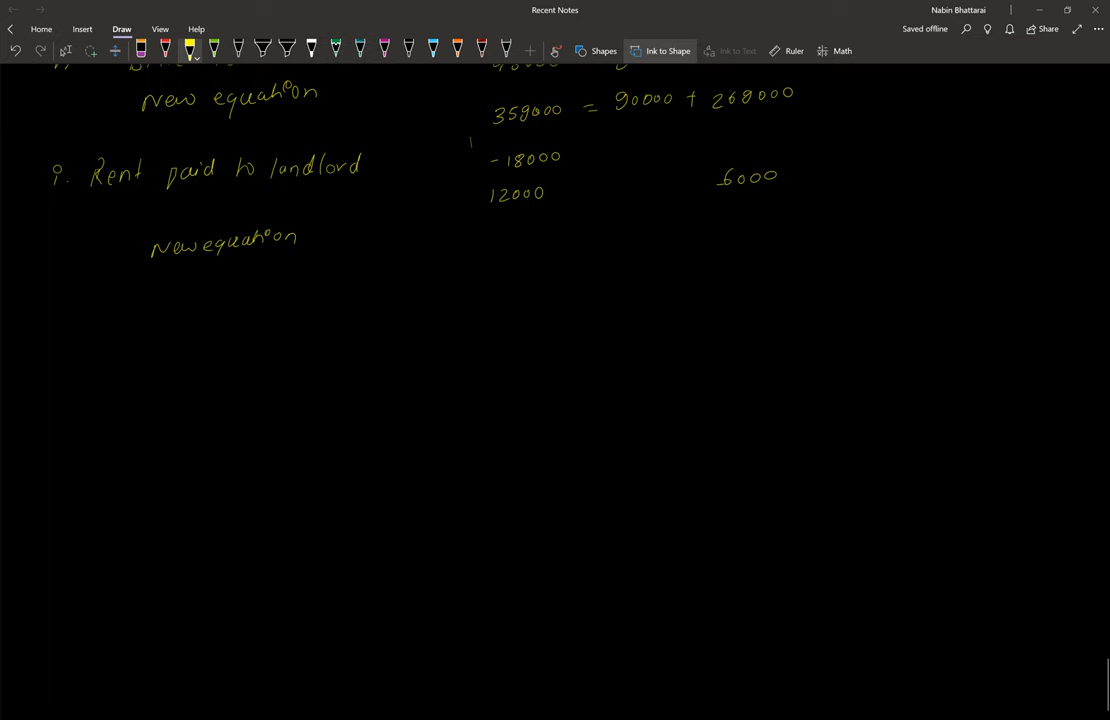 Recent Notes
Nabin Bhattarai
Home Insert Draw View Help
Saved offline Share
Shapes Ink to Shape Ink to Text Ruler Math
New equation 359000 = 90000 + 269000
i. Rent paid to landlord -18000
12000 -6000
New equation